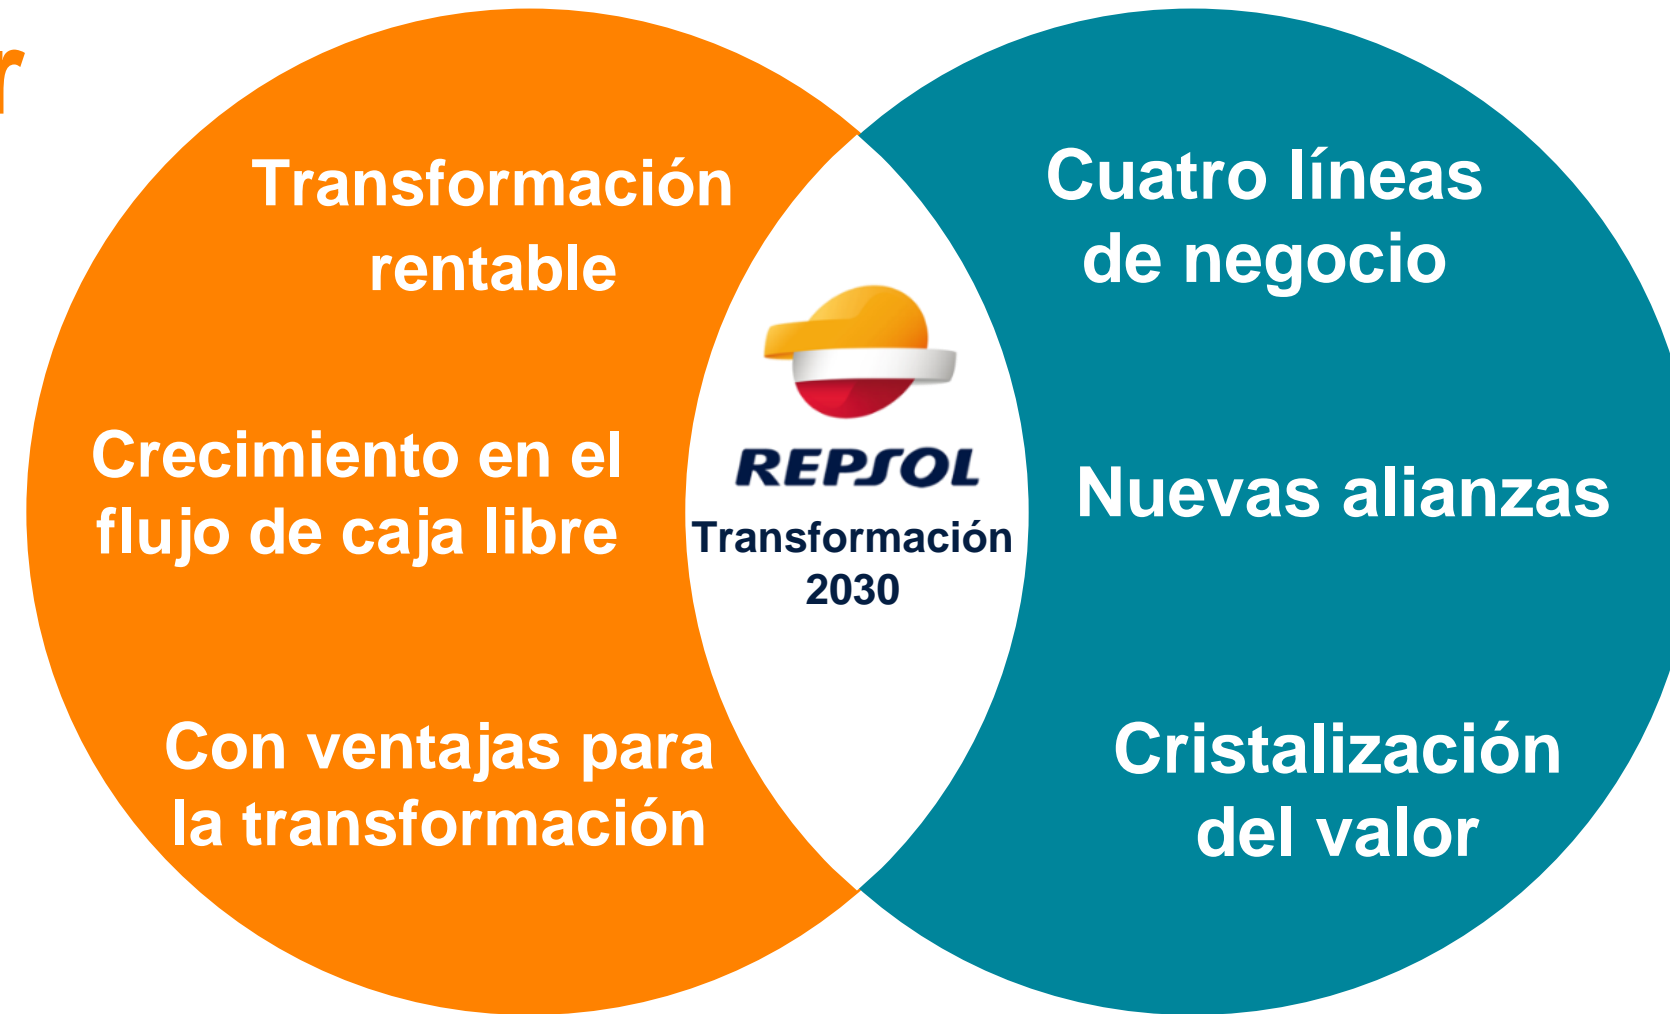 r
Transformación
rentable
Crecimiento en el
flujo de caja libre
Con ventajas para
la transformación
REPSOL
Transformación
2030
Cuatro líneas
de negocio
Nuevas alianzas
Cristalización
del valor